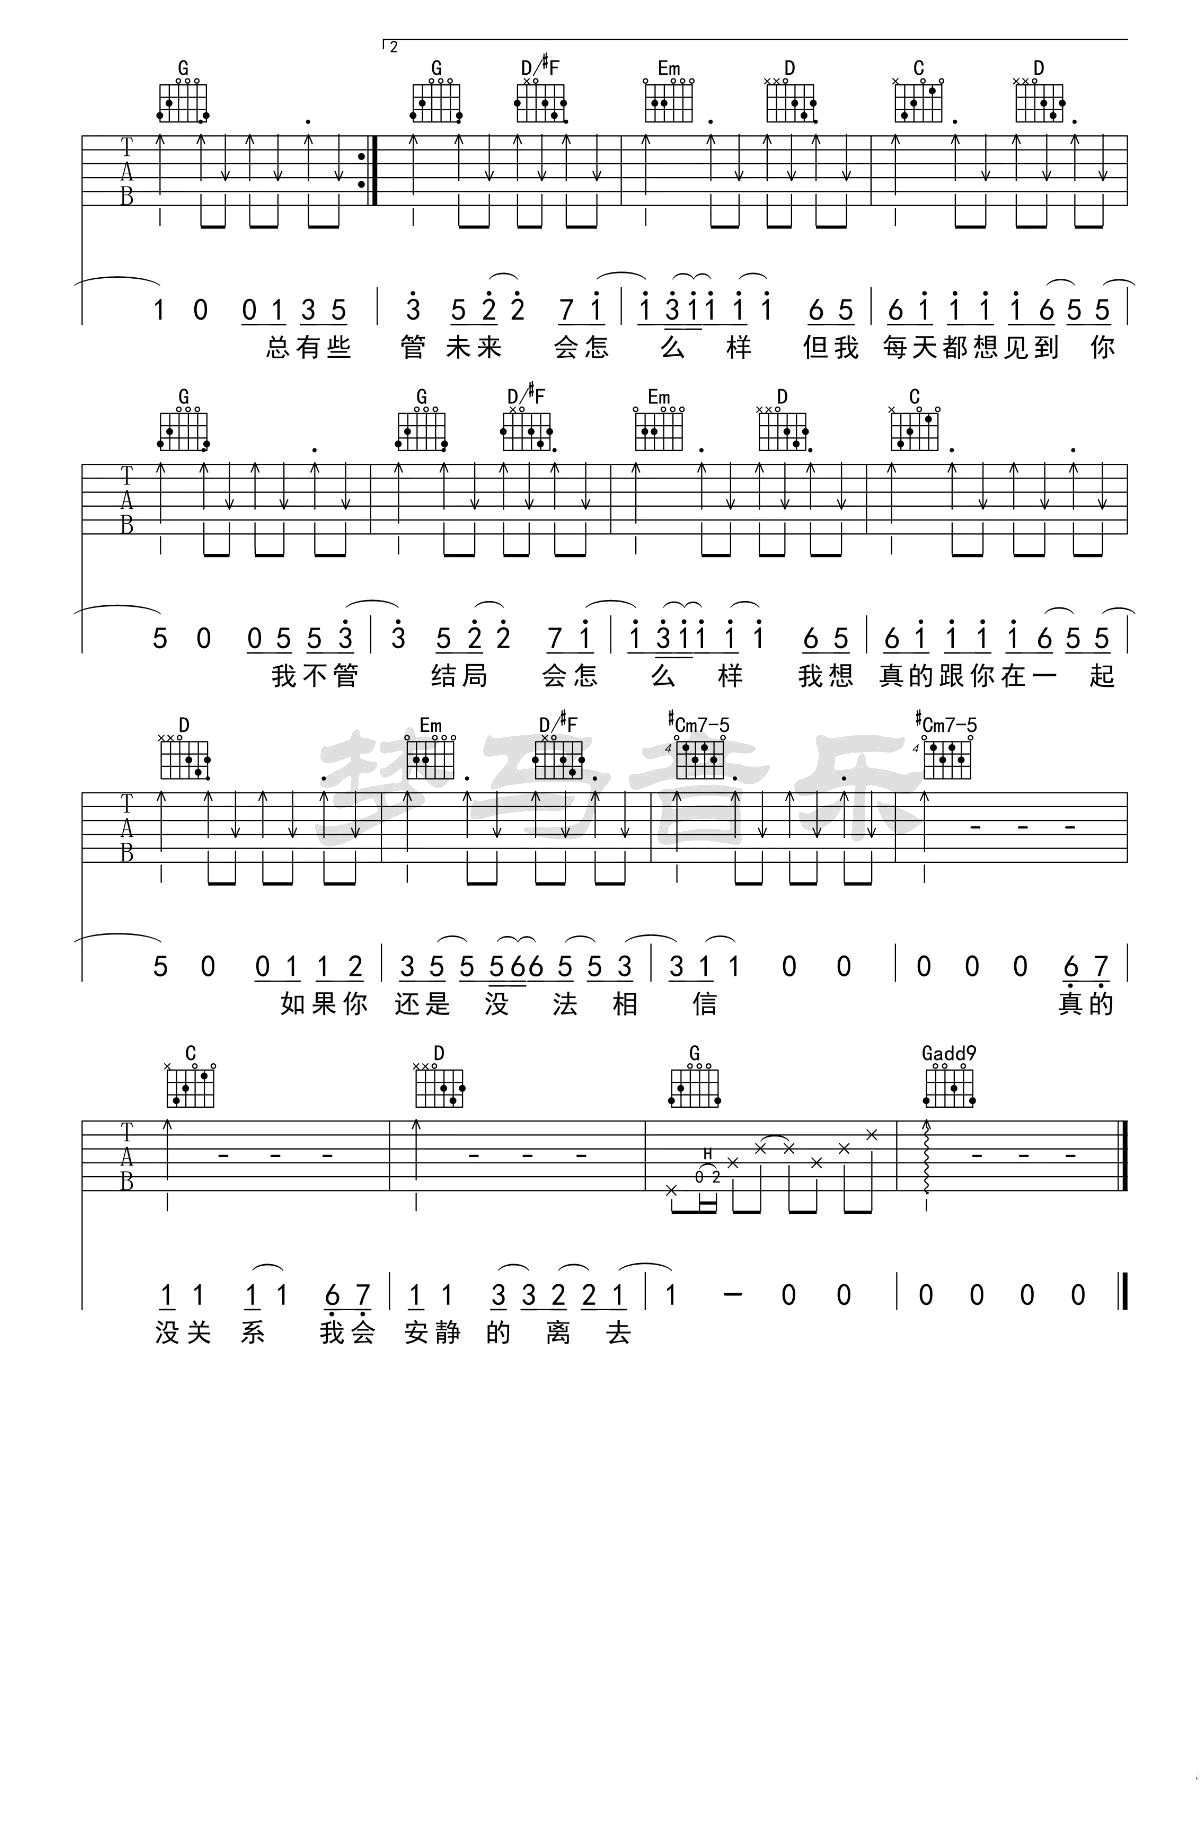 2
G G D/#F Em D C D
T
A
B
1 0 0 1 3 5 3 5 2 2 7 1 1 3 1 1 1 1 6 5 6 1 1 1 1 6 5 5
总有些 管 未来 会怎 么 样 但我 每天都想见到 你
G G D/#F Em D C
T
A
B
5 0 0 5 5 3 3 5 2 2 7 1 1 3 1 1 1 1 6 5 6 1 1 1 1 6 5 5
我不管 结局 会怎 么 样 我想 真的跟你在一 起
梦马音乐
D Em D/#F #Cm7-5 #Cm7-5
4 4
T
A
B
5 0 0 1 1 2 3 5 5 5 6 6 5 5 3 3 1 1 0 0 0 0 0 6 7
如果你 还是 没 法 相 信 真的
C D G Gadd9
T
A
B
H
0 2
1 1 1 1 6 7 1 1 3 3 2 2 1 1 - 0 0 0 0 0 0
没关 系 我会 安静 的 离 去